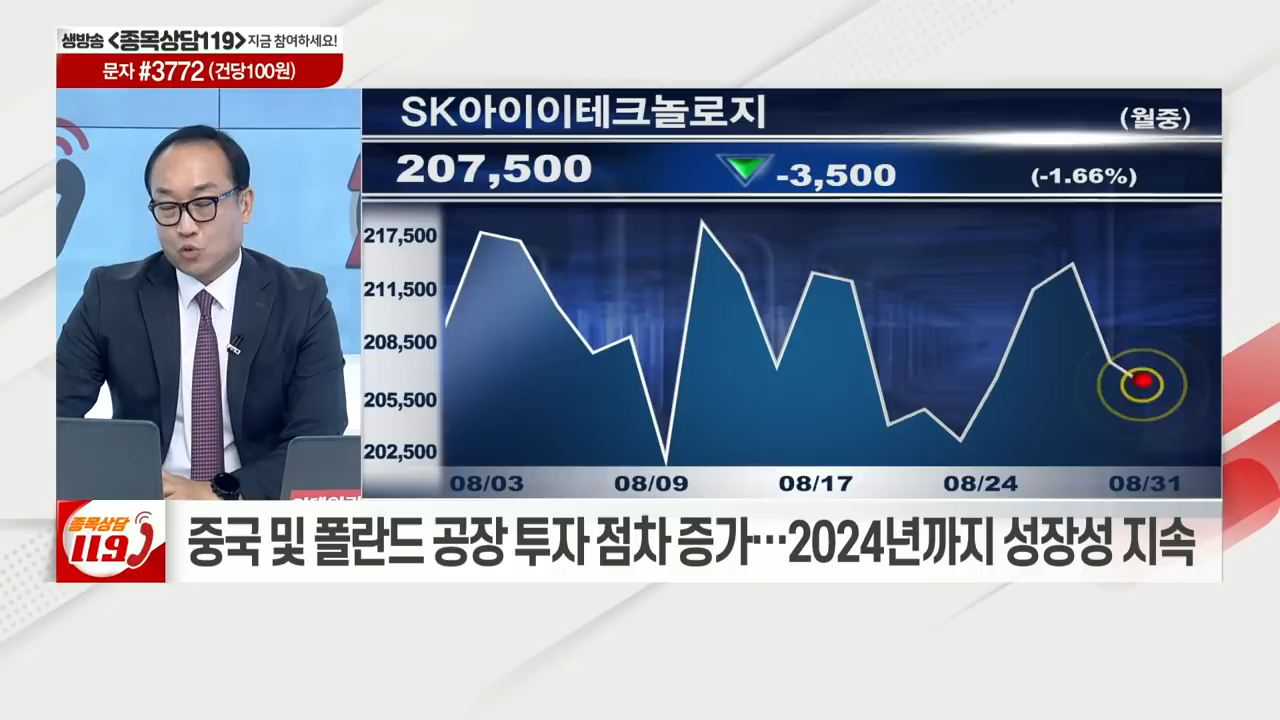 생방송 <종목상담119> 지금 참여하세요!
문자 #3772 (건당100원)
SK아이이테크놀로지 (월중)
207,500 -3,500 (-1.66%)
217,500
211,500
208,500
205,500
202,500
08/03 08/09 08/17 08/24 08/31
종목상담
119
중국 및 폴란드 공장 투자 점차 증가…2024년까지 성장성 지속